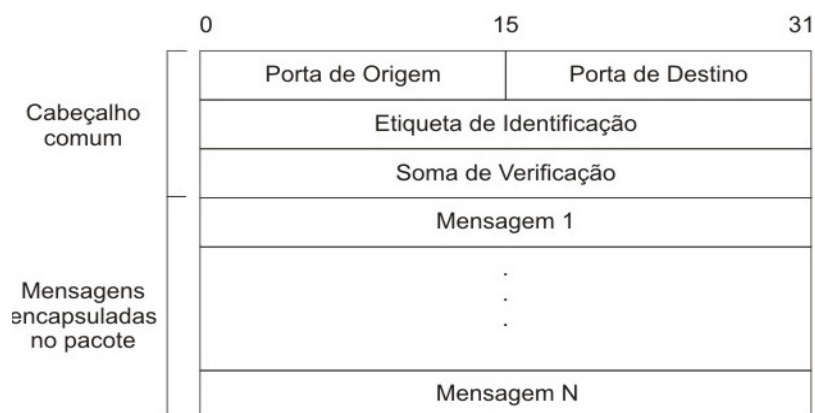 0 15 31
Porta de Origem Porta de Destino
Cabeçalho
comum
Etiqueta de Identificação
Soma de Verificação
Mensagem 1
Mensagens
encapsuladas
no pacote
.
.
.
Mensagem N